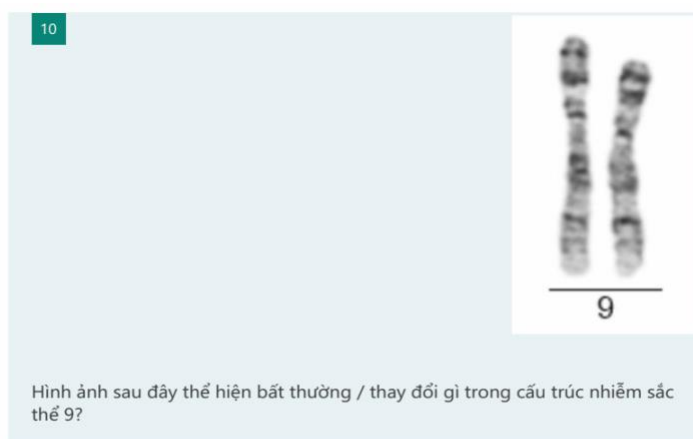 10
9
Hình ảnh sau đây thể hiện bất thường / thay đổi gì trong cấu trúc nhiễm sắc
thể 9?